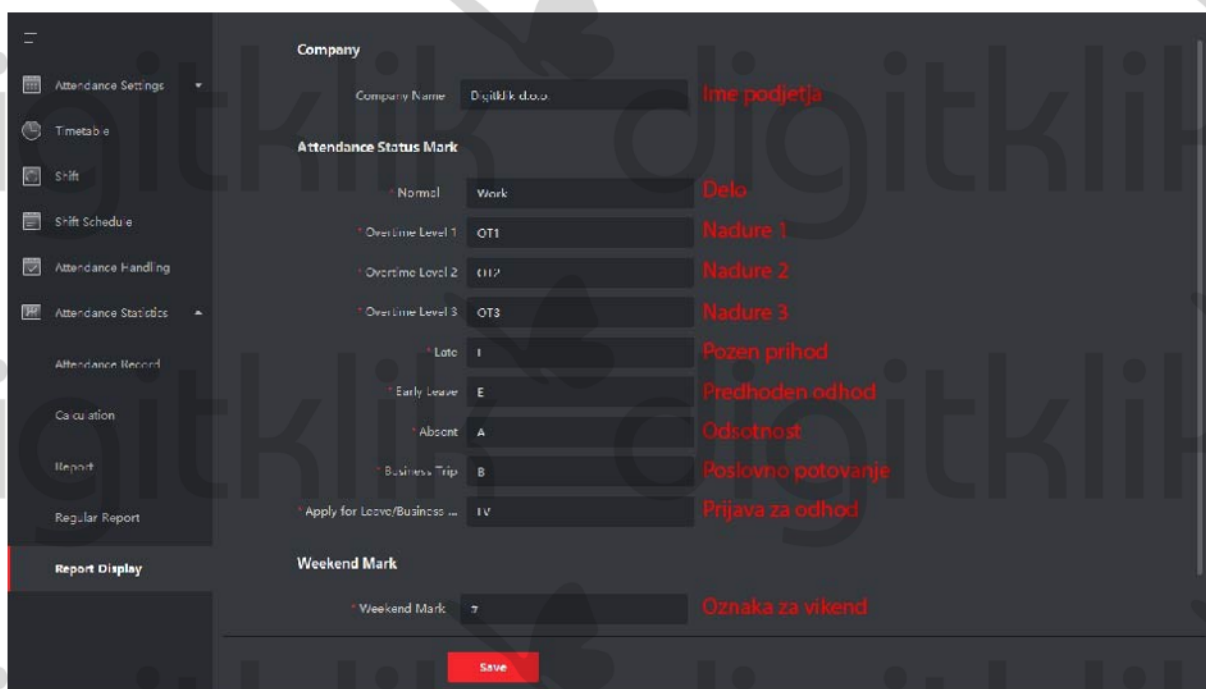 Company
Attendance Settings
Company Name Digitklik d.o.o. Ime podjetja
Timetable
Attendance Status Mark
Shift
* Normal Work Delo
Shift Schedule
* Overtime Level 1 OT1 Nadure 1
Attendance Handling
* Overtime Level 2 OT2 Nadure 2
Attendance Statistics
* Overtime Level 3 OT3 Nadure 3
* Late Pozen prihod
Attendance Record
* Early Leave E Predhoden odhod
Calculation
* Absent A Odsotnost
Report
* Business Trip B Poslovno potovanje
Regular Report
* Apply for Leave/Business ... Prijava za odhod
Report Display
Weekend Mark
* Weekend Mark Oznaka za vikend
Save
digitklik